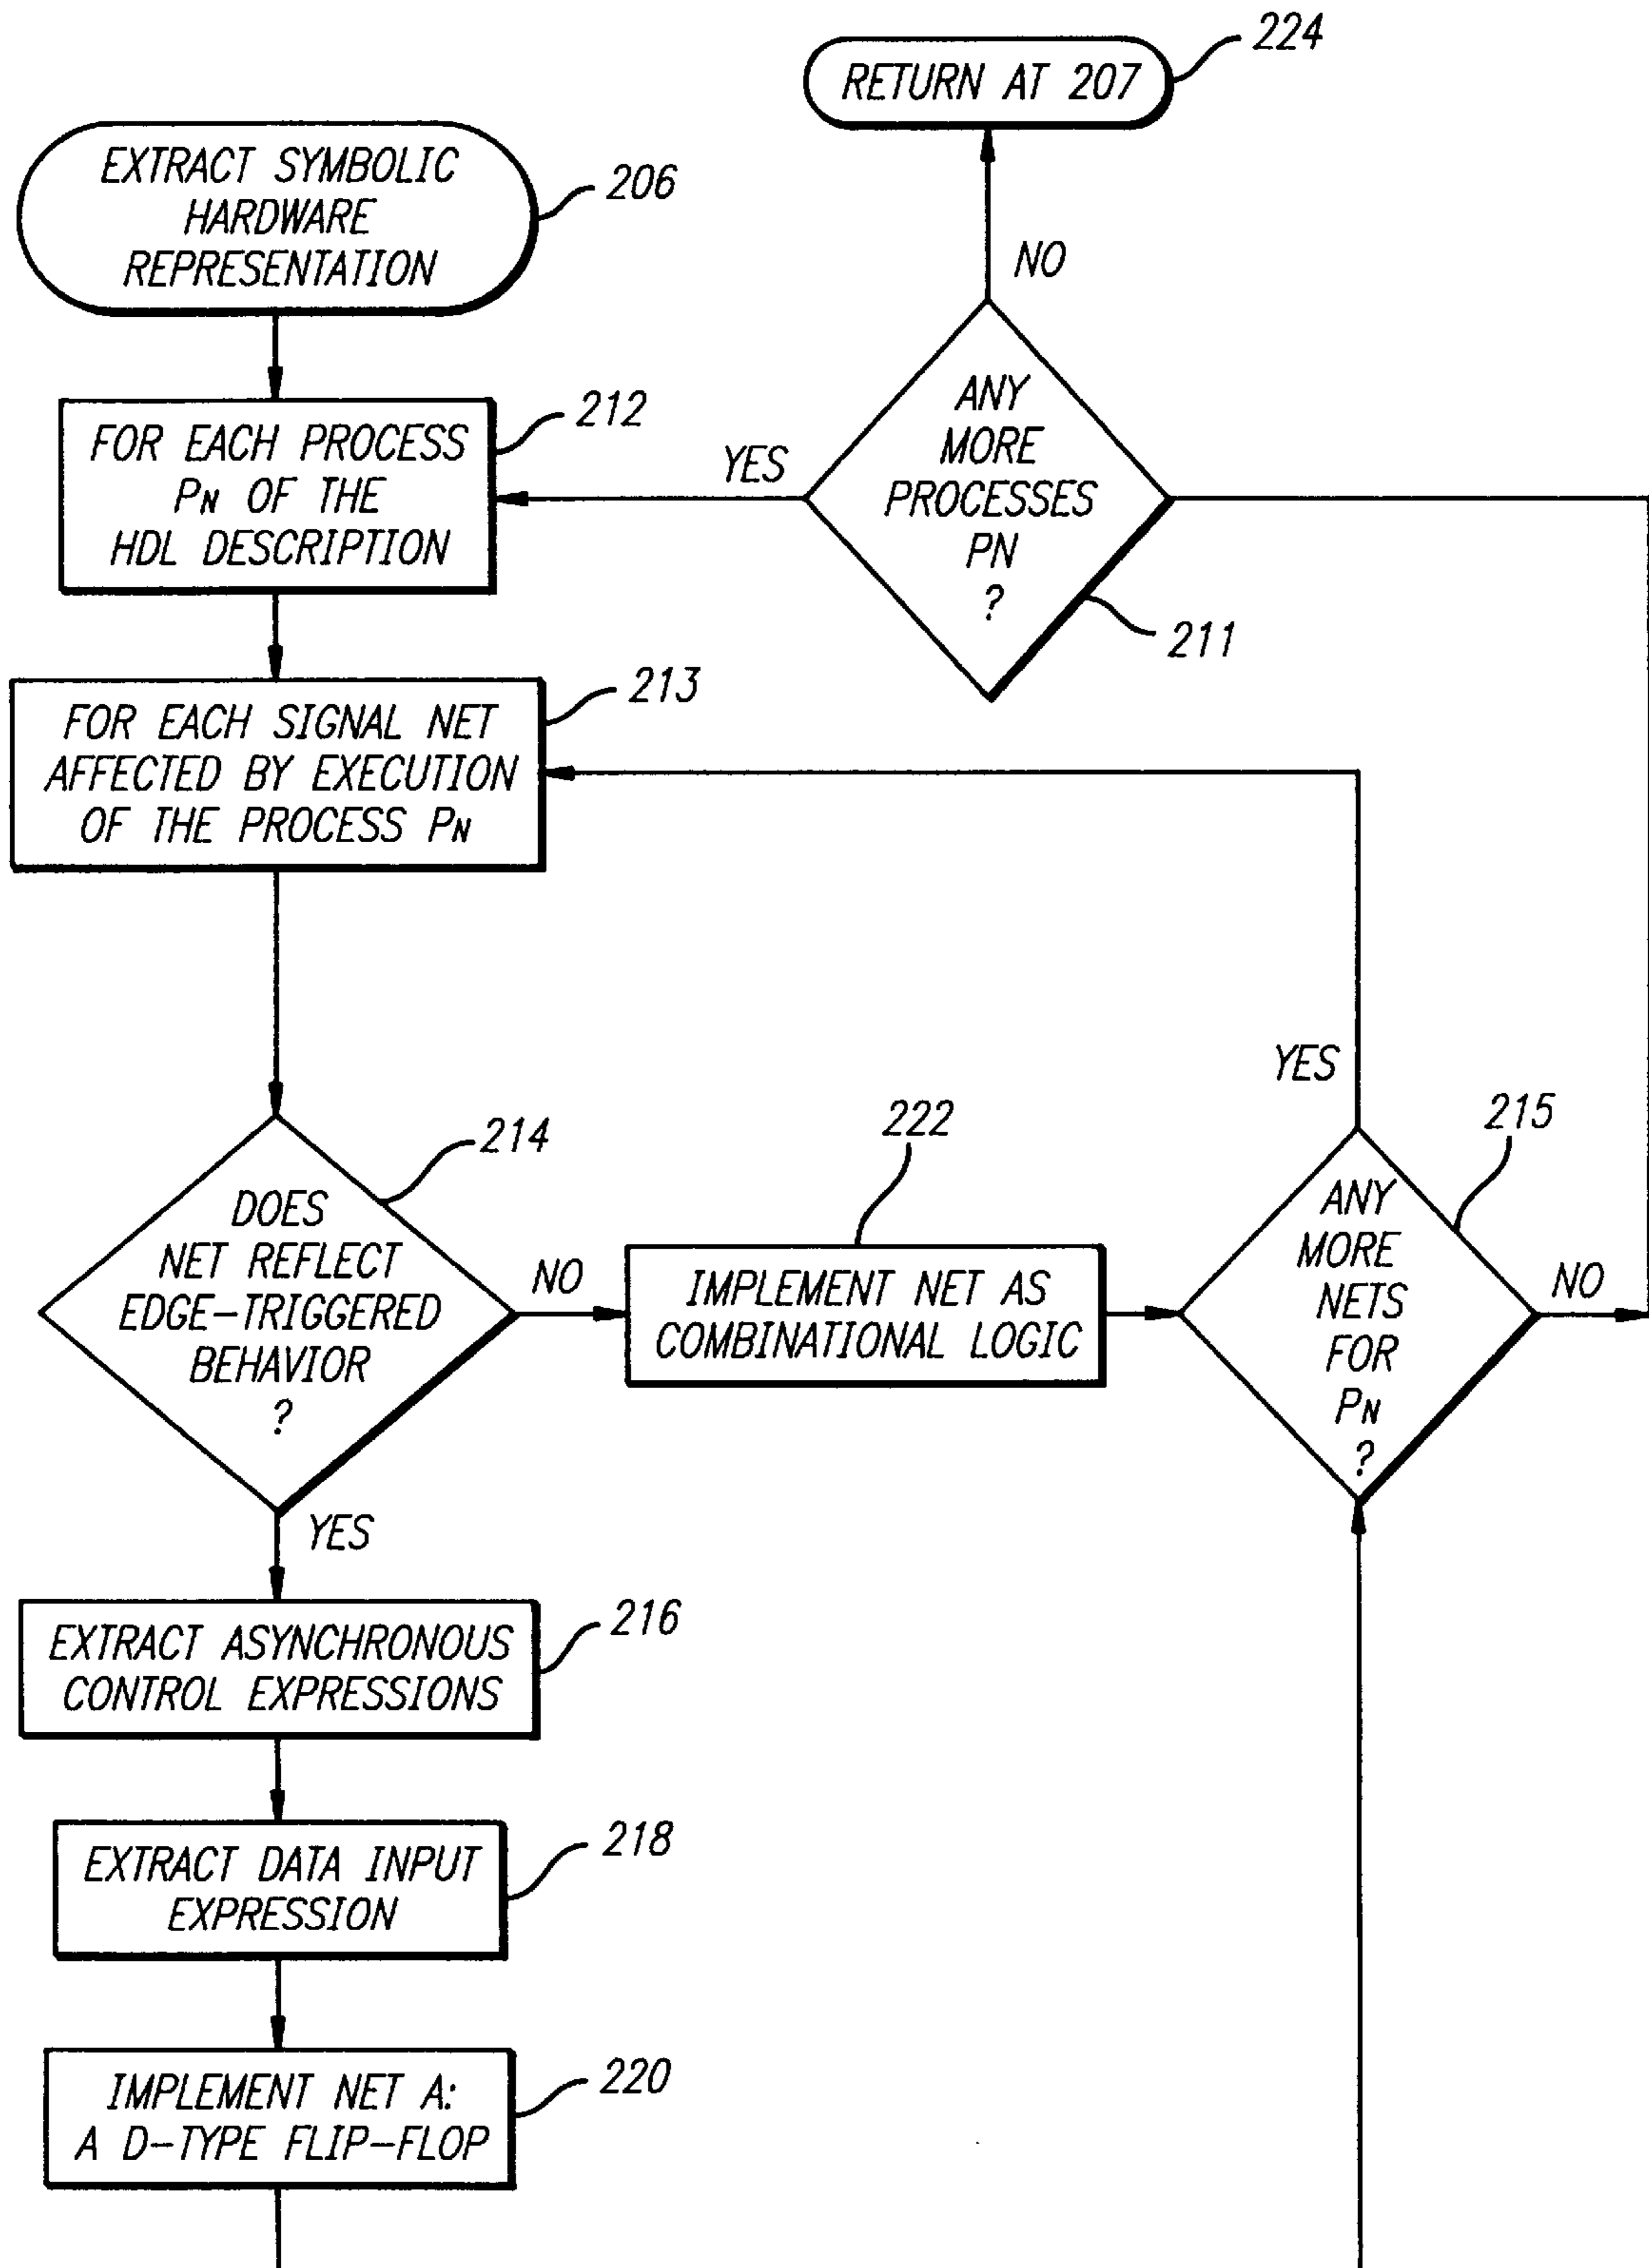 224
RETURN AT 207
EXTRACT SYMBOLIC
HARDWARE
REPRESENTATION
206
NO
ANY
MORE
PROCESSES
PN
?
211
YES
212
FOR EACH PROCESS
PN OF THE
HDL DESCRIPTION
213
FOR EACH SIGNAL NET
AFFECTED BY EXECUTION
OF THE PROCESS PN
214
DOES
NET REFLECT
EDGE-TRIGGERED
BEHAVIOR
?
NO
222
IMPLEMENT NET AS
COMBINATIONAL LOGIC
YES
215
ANY
MORE
NETS
FOR
PN
?
NO
YES
216
EXTRACT ASYNCHRONOUS
CONTROL EXPRESSIONS
218
EXTRACT DATA INPUT
EXPRESSION
220
IMPLEMENT NET A:
A D-TYPE FLIP-FLOP